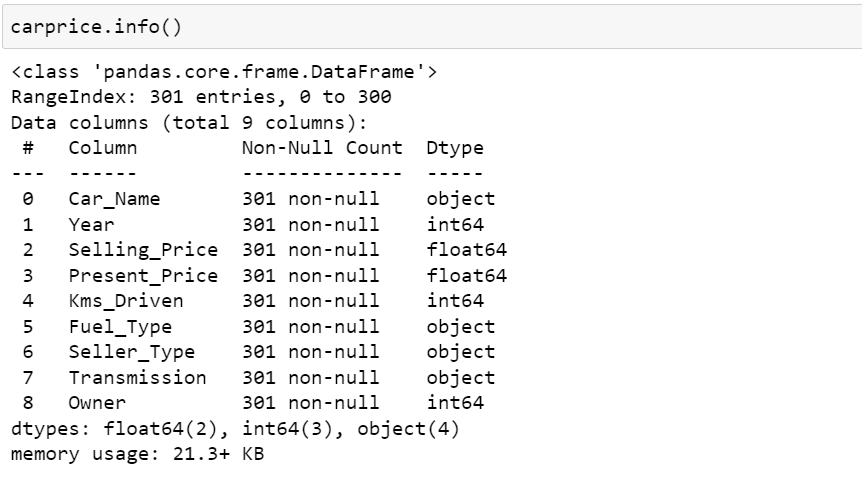 carprice.info()
<class 'pandas.core.frame.DataFrame'>
RangeIndex: 301 entries, 0 to 300
Data columns (total 9 columns):
 #   Column         Non-Null Count  Dtype
---  ------         --------------  -----
 0   Car_Name       301 non-null    object
 1   Year           301 non-null    int64
 2   Selling_Price  301 non-null    float64
 3   Present_Price  301 non-null    float64
 4   Kms_Driven     301 non-null    int64
 5   Fuel_Type      301 non-null    object
 6   Seller_Type    301 non-null    object
 7   Transmission   301 non-null    object
 8   Owner          301 non-null    int64
dtypes: float64(2), int64(3), object(4)
memory usage: 21.3+ KB